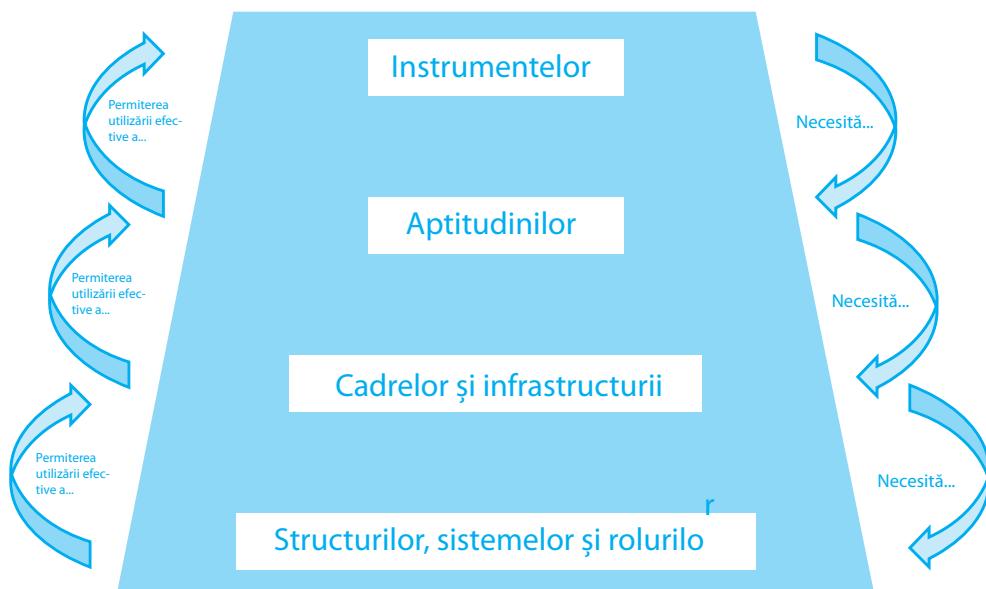 Instrumentelor
Permiterea
utilizării efec-
tive a...
Necesită...
Aptitudinilor
Permiterea
utilizării efec-
tive a...
Necesită...
Cadrelor și infrastructurii
Permiterea
utilizării efec-
tive a...
Necesită...
Structurilor, sistemelor și rolurilor